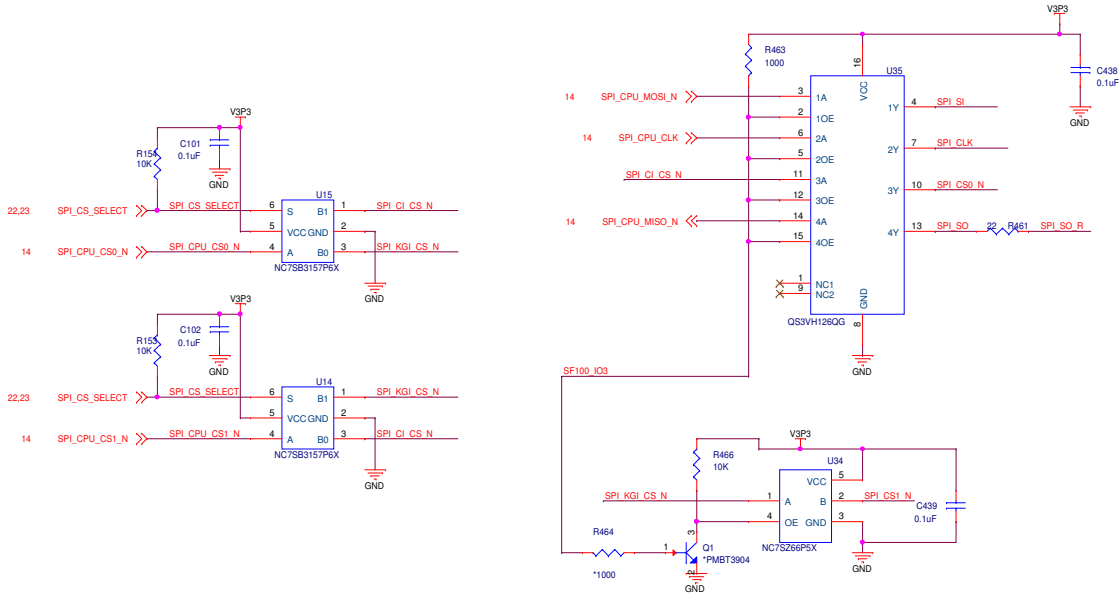 V3P3
R154
10K
C101
0.1uF
GND
U15
22,23 SPI_CS_SELECT SPI_CS_SELECT 6 S B1 1 SPI_CI_CS_N
5 VCC GND 2
14 SPI_CPU_CS0_N SPI_CPU_CS0_N 4 A B0 3 SPI_KGI_CS_N
NC7SB3157P6X
GND
V3P3
R153
10K
C102
0.1uF
GND
U14
22,23 SPI_CS_SELECT SPI_CS_SELECT 6 S B1 1 SPI_KGI_CS_N
5 VCC GND 2
14 SPI_CPU_CS1_N SPI_CPU_CS1_N 4 A B0 3 SPI_CI_CS_N
NC7SB3157P6X
GND
V3P3
R463
1000
C438
0.1uF
GND
U35
16
VCC
14 SPI_CPU_MOSI_N 3 1A
1Y 4 SPI_SI
2 1OE
14 SPI_CPU_CLK 6 2A
2Y 7 SPI_CLK
5 2OE
SPI_CI_CS_N 11 3A
3Y 10 SPI_CS0_N
12 3OE
14 SPI_CPU_MISO_N 14 4A
4Y 13 SPI_SO 22 R461 SPI_SO_R
15 4OE
1 NC1
9 NC2
GND
8
QS3VH126QG
GND
SF100_IO3
V3P3
R466
10K
U34
VCC 5
SPI_KGI_CS_N 1 A B 2 SPI_CS1_N
4 OE GND 3
NC7SZ66P5X
C439
0.1uF
GND
R464
*1000
1
3
2
Q1
*PMBT3904
GND